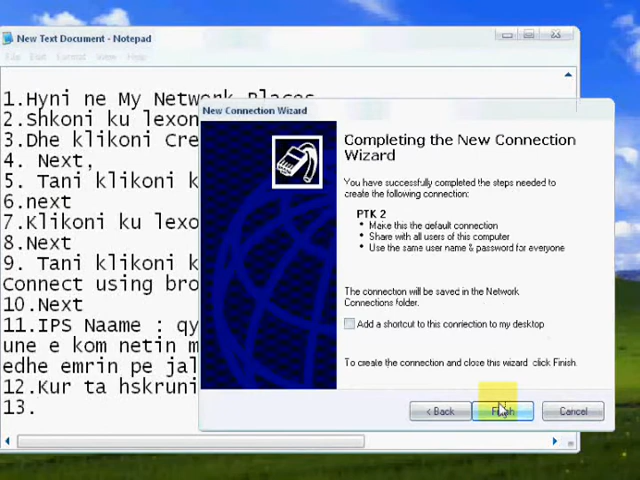 New Text Document - Notepad
File Edit Format View Help
1.Hyni ne My Network Places
2.Shkoni ku lexon
3.Dhe klikoni Cre
4. Next,
5. Tani klikoni k
6.next
7.Klikoni ku lexo
8.Next
9. Tani klikoni k
Connect using bro
10.Next
11.IPS Naame : qy
une e kom netin m
edhe emrin pe jal
12.Kur ta hskruni
13.
New Connection Wizard
Completing the New Connection
Wizard
You have successfully completed the steps needed to
create the following connection:
PTK 2
• Make this the default connection
• Share with all users of this computer
• Use the same user name & password for everyone
The connection will be saved in the Network
Connections folder.
Add a shortcut to this connection to my desktop
To create the connection and close this wizard, click Finish.
< Back
Finish
Cancel